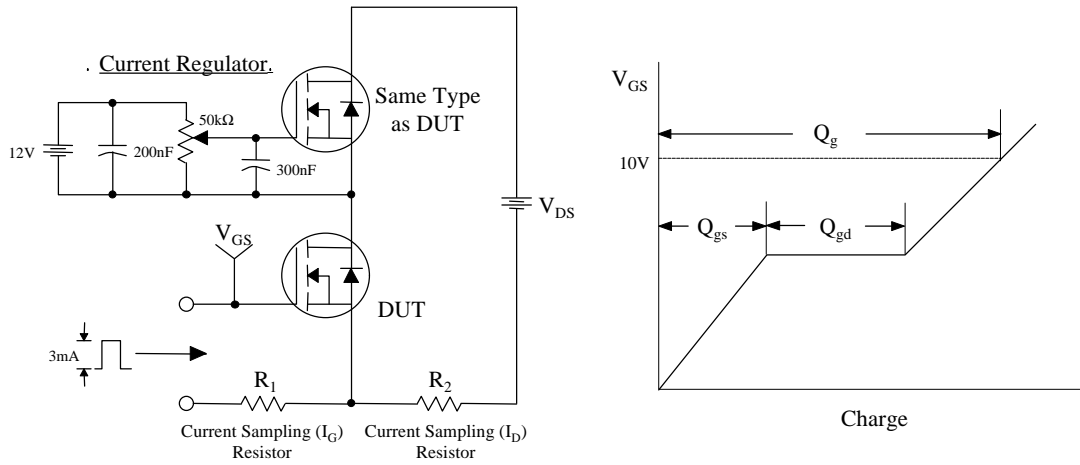 . Current Regulator.
12V
200nF
50kΩ
300nF
Same Type
as DUT
V_DS
V_GS
DUT
3mA
R_1
R_2
Current Sampling (I_G)
Resistor
Current Sampling (I_D)
Resistor
V_GS
Q_g
10V
Q_gs
Q_gd
Charge